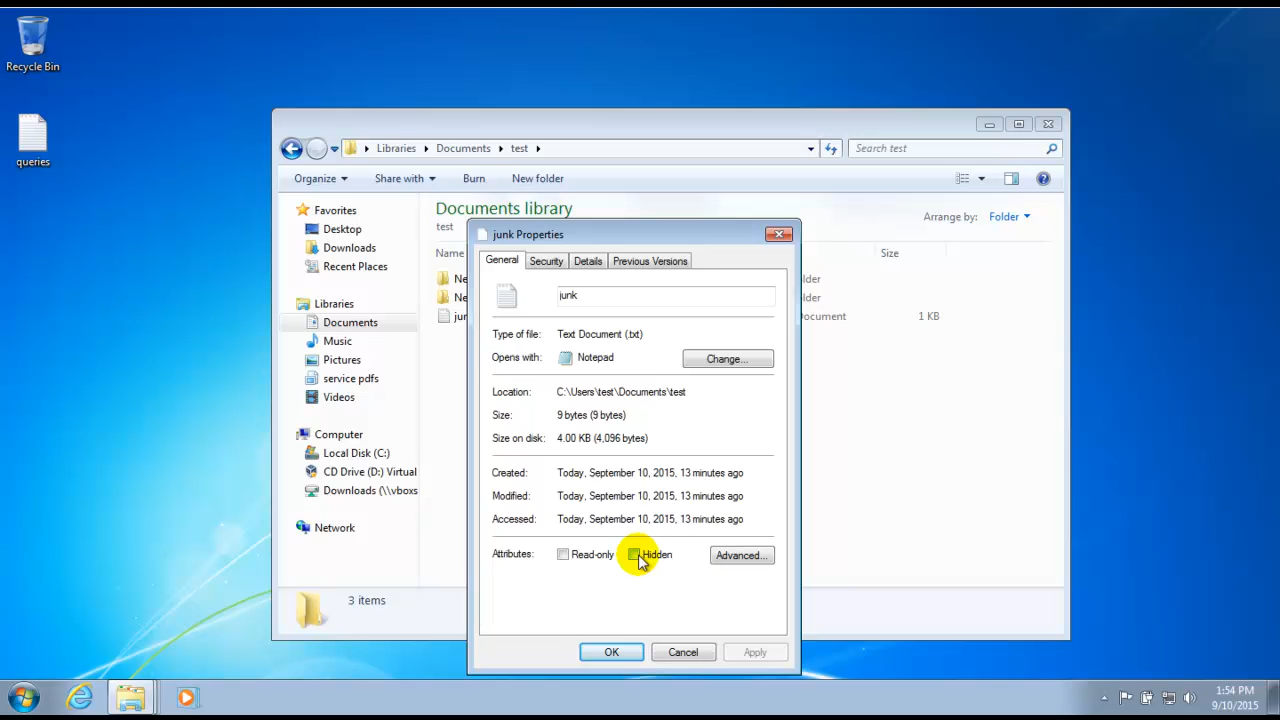 Recycle Bin
queries
Libraries Documents test
Search test
Organize Share with Burn New folder
Favorites
Desktop
Downloads
Recent Places
Libraries
Documents
Music
Pictures
service pdfs
Videos
Computer
Local Disk (C:)
CD Drive (D:) Virtual
Downloads (\\vboxs
Network
Documents library
test
Arrange by: Folder
Name
Size
Ne
older
Ne
older
jun
ocument
1 KB
junk Properties
General Security Details Previous Versions
junk
Type of file: Text Document (.txt)
Opens with: Notepad Change...
Location: C:\Users\test\Documents\test
Size: 9 bytes (9 bytes)
Size on disk: 4.00 KB (4,096 bytes)
Created: Today, September 10, 2015, 13 minutes ago
Modified: Today, September 10, 2015, 13 minutes ago
Accessed: Today, September 10, 2015, 13 minutes ago
Attributes: Read-only Hidden Advanced...
OK Cancel Apply
3 items
1:54 PM
9/10/2015